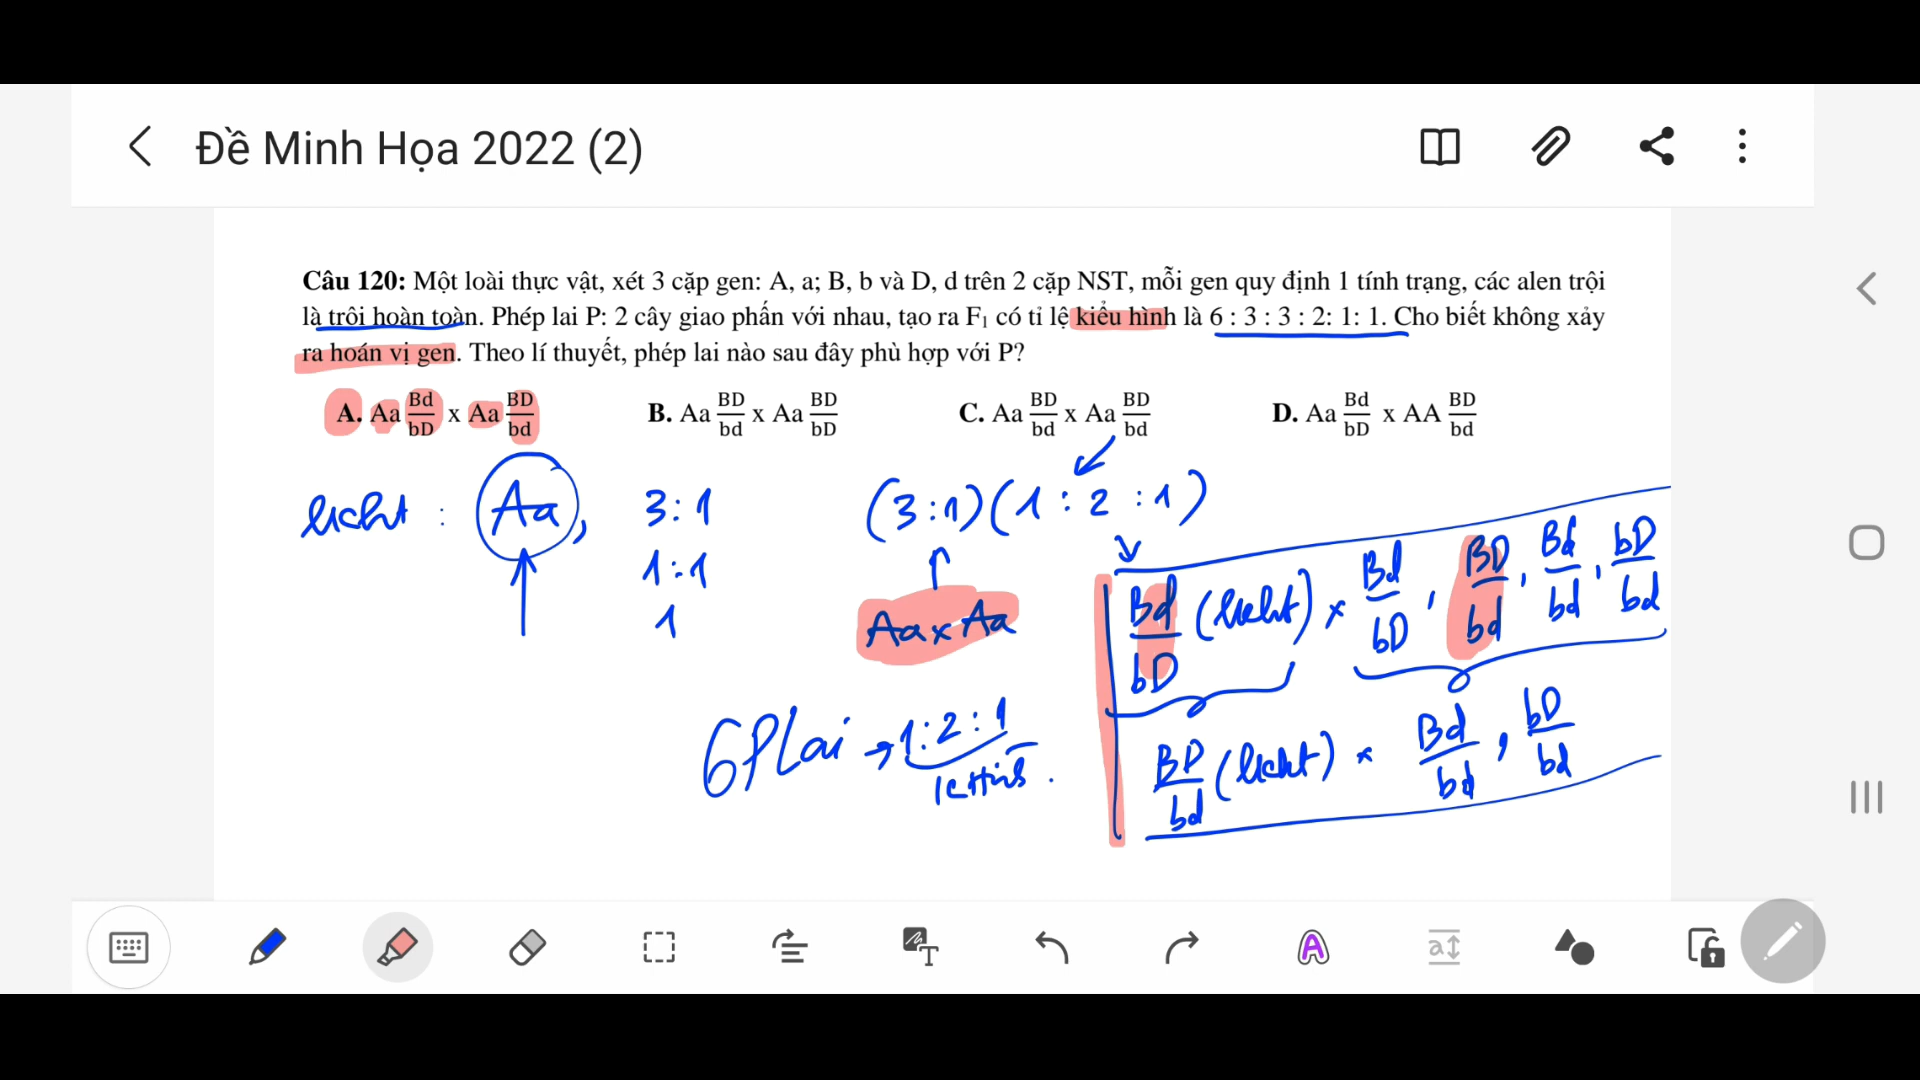 Đề Minh Họa 2022 (2)
Câu 120: Một loài thực vật, xét 3 cặp gen: A, a; B, b và D, d trên 2 cặp NST, mỗi gen quy định 1 tính trạng, các alen trội
là trội hoàn toàn. Phép lai P: 2 cây giao phấn với nhau, tạo ra F₁ có tỉ lệ kiểu hình là 6 : 3 : 3 : 2: 1: 1. Cho biết không xảy
ra hoán vị gen. Theo lí thuyết, phép lai nào sau đây phù hợp với P?
A. Aa Bd/bD x Aa BD/bd B. Aa BD/bd x Aa BD/bD C. Aa BD/bd x Aa BD/bd D. Aa Bd/bD x AA BD/bd
licht : Aa, 3:1 (3:1)(1:2:1)
1:1
1
Aa x Aa
Bd/bD (licht) x Bd/bD, BD/bd, Bd/bd, bD/bd
6 Plai → 1:2:1
BD/bd (licht) x Bd/bd, bD/bd